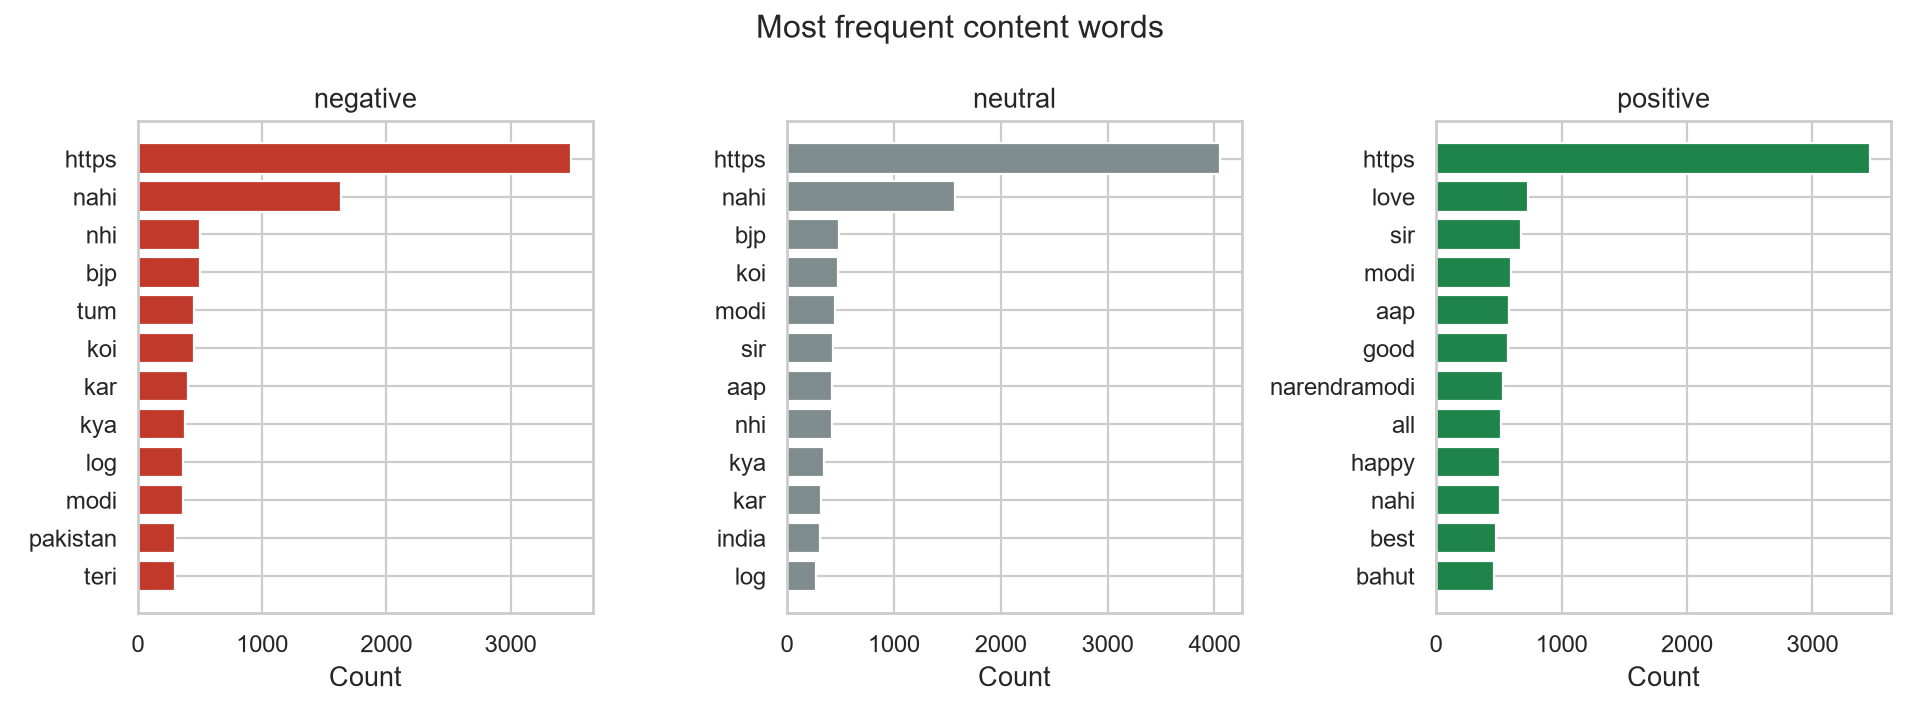 Most frequent content words
negative
https
nahi
nhi
bjp
tum
koi
kar
kya
log
modi
pakistan
teri
0 1000 2000 3000
Count
neutral
https
nahi
bjp
koi
modi
sir
aap
nhi
kya
kar
india
log
0 1000 2000 3000 4000
Count
positive
https
love
sir
modi
aap
good
narendramodi
all
happy
nahi
best
bahut
0 1000 2000 3000
Count